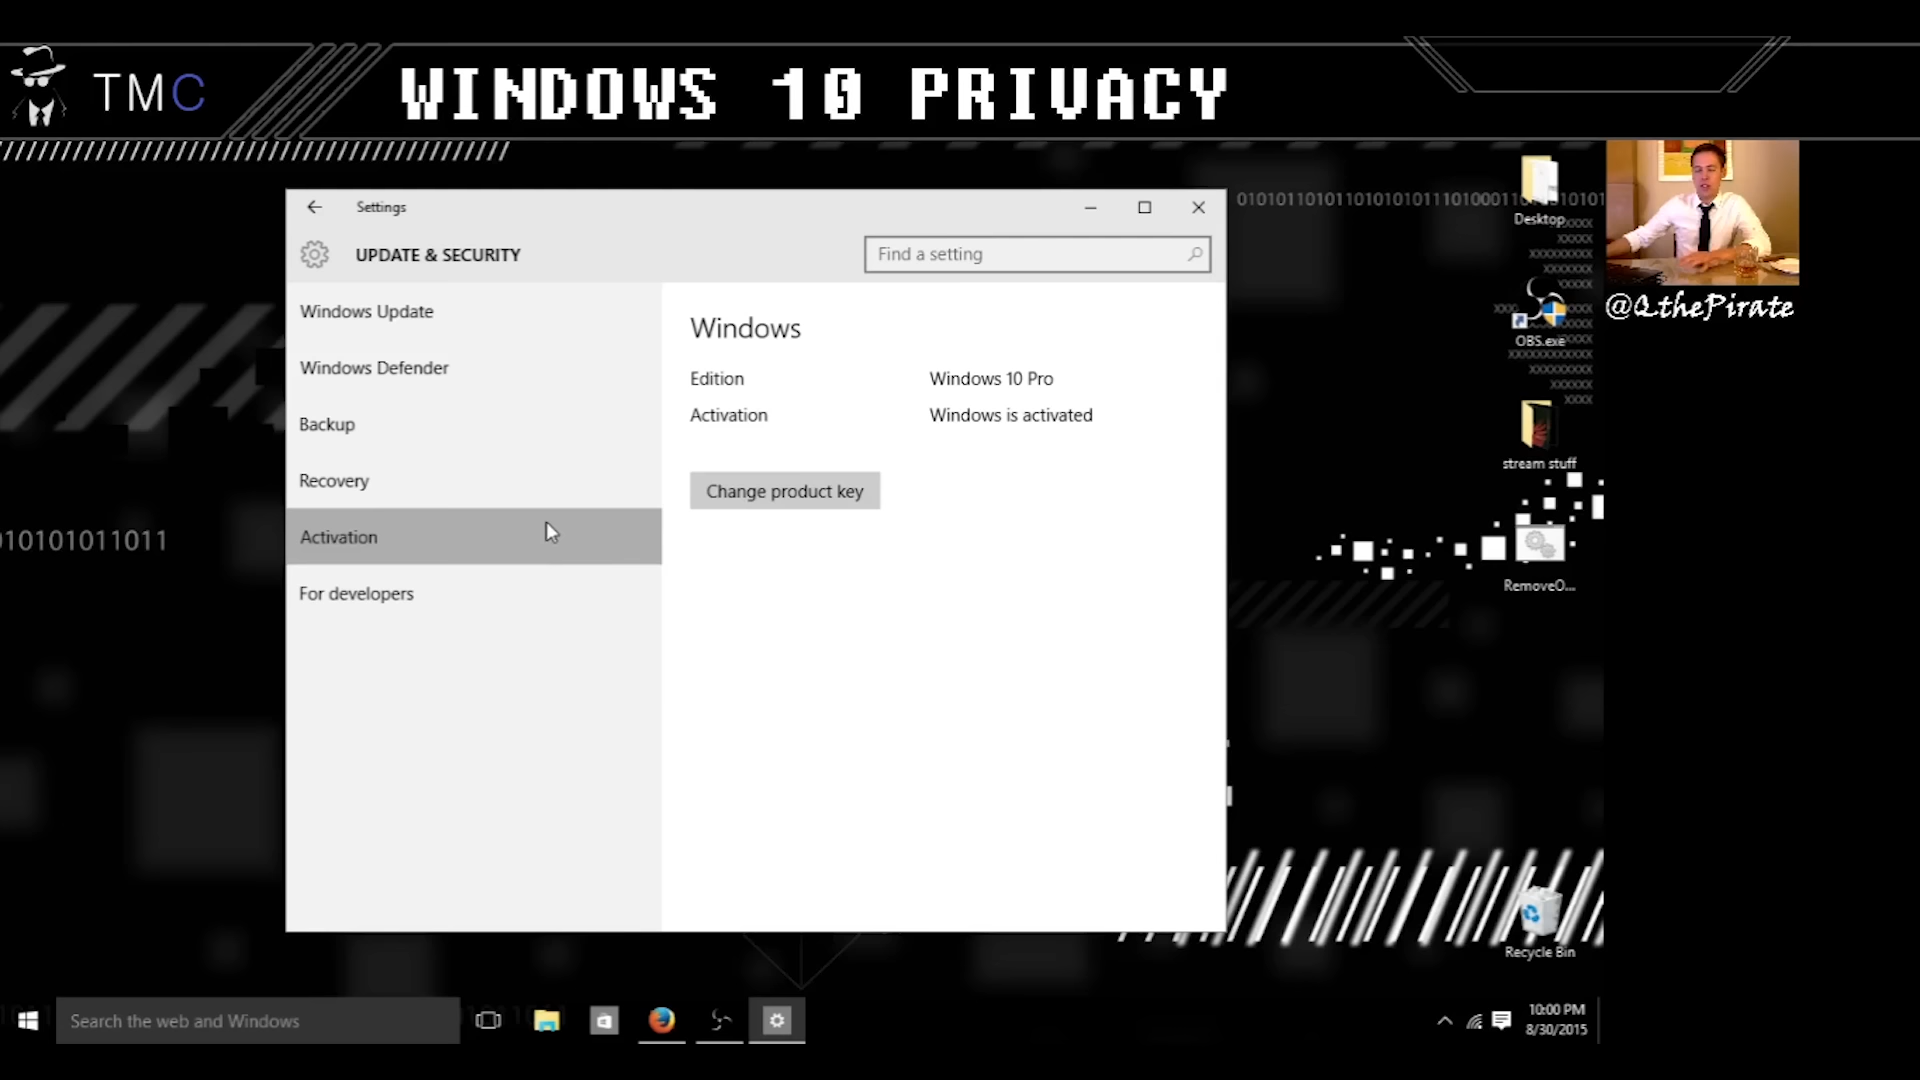 TMC
WINDOWS 10 PRIVACY
@QthePirate
Settings
UPDATE & SECURITY
Find a setting
Windows Update
Windows Defender
Backup
Recovery
Activation
For developers
Windows
Edition Windows 10 Pro
Activation Windows is activated
Change product key
Desktop
OBS.exe
stream stuff
RemoveO...
Recycle Bin
10101011011
Search the web and Windows
10:00 PM
8/30/2015